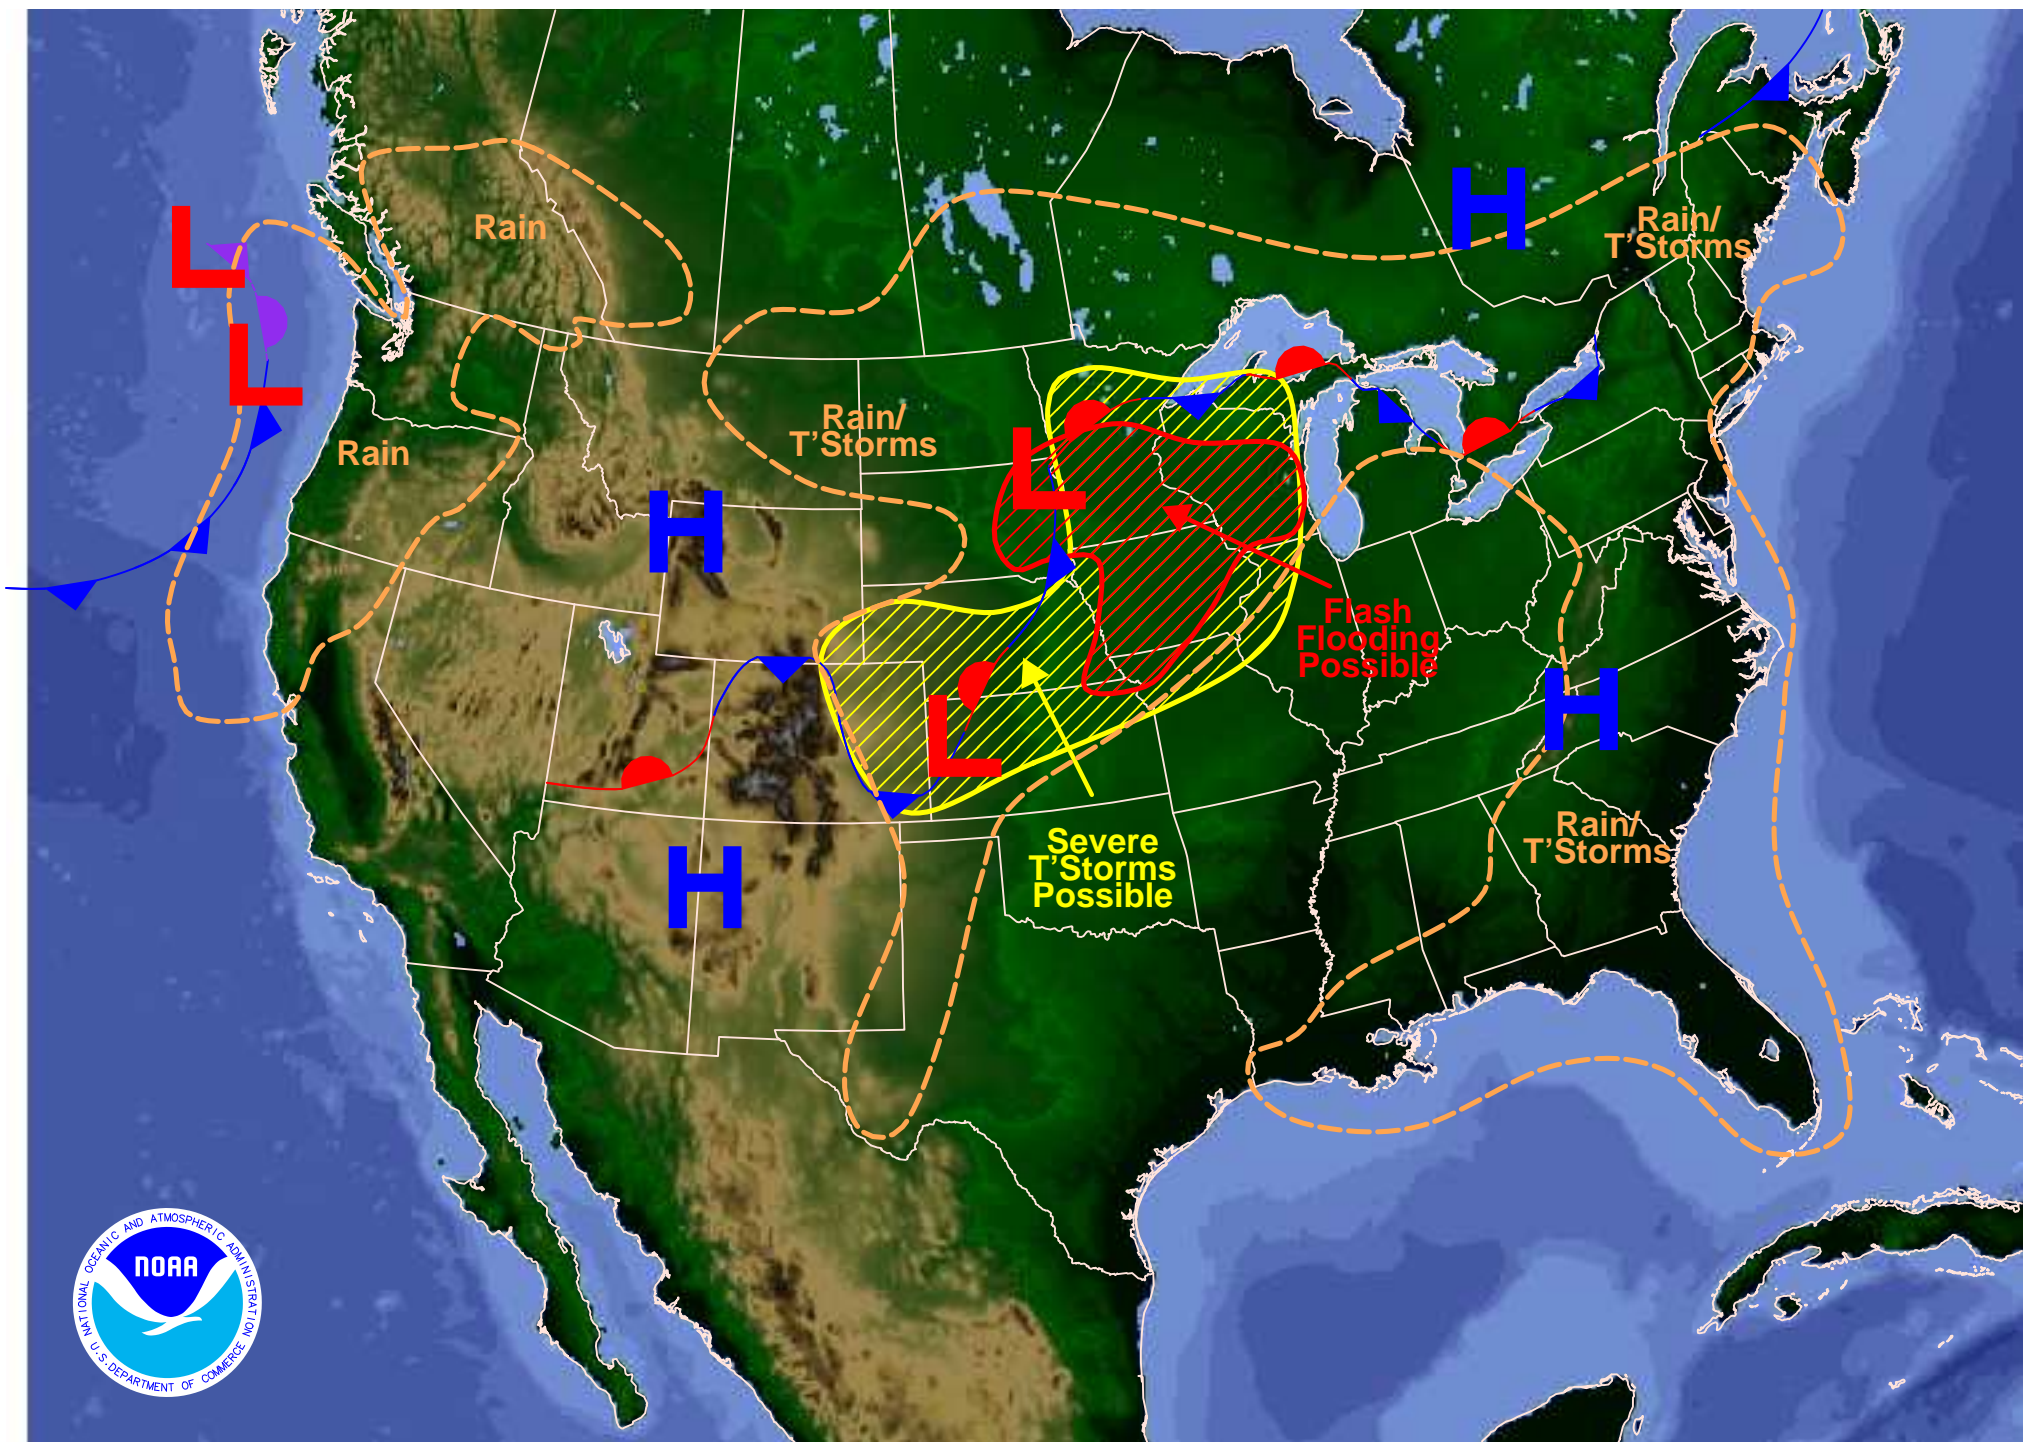 Rain
Rain/
T'Storms
H
L
L
Rain/
T'Storms
Rain
L
H
Flash
Flooding
Possible
H
L
Rain/
T'Storms
Severe
T'Storms
Possible
H
NATIONAL OCEANIC AND ATMOSPHERIC ADMINISTRATION
NOAA
U.S. DEPARTMENT OF COMMERCE